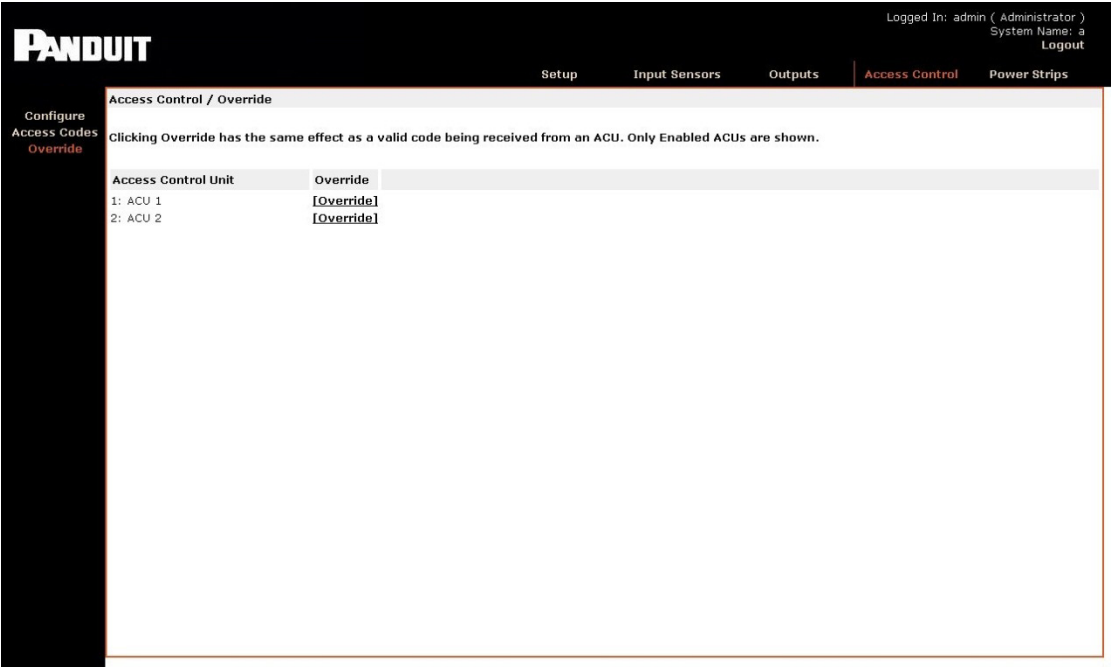 Logged In: admin ( Administrator )
System Name: a
Logout
PANDUIT
Setup Input Sensors Outputs Access Control Power Strips
Configure
Access Codes
Override
Access Control / Override
Clicking Override has the same effect as a valid code being received from an ACU. Only Enabled ACUs are shown.
Access Control Unit Override
1: ACU 1 [Override]
2: ACU 2 [Override]